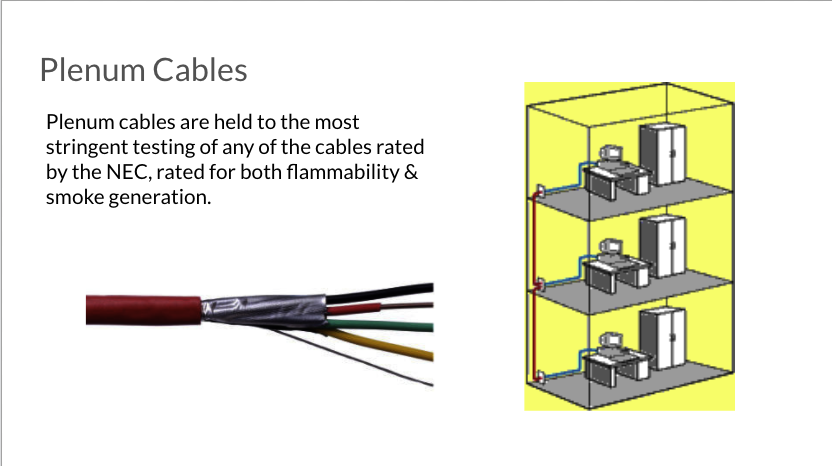 Plenum Cables
Plenum cables are held to the most
stringent testing of any of the cables rated
by the NEC, rated for both flammability &
smoke generation.